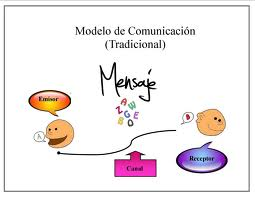 Modelo de Comunicación
(Tradicional)
Mensaje
Emisor
A
B
Canal
Receptor